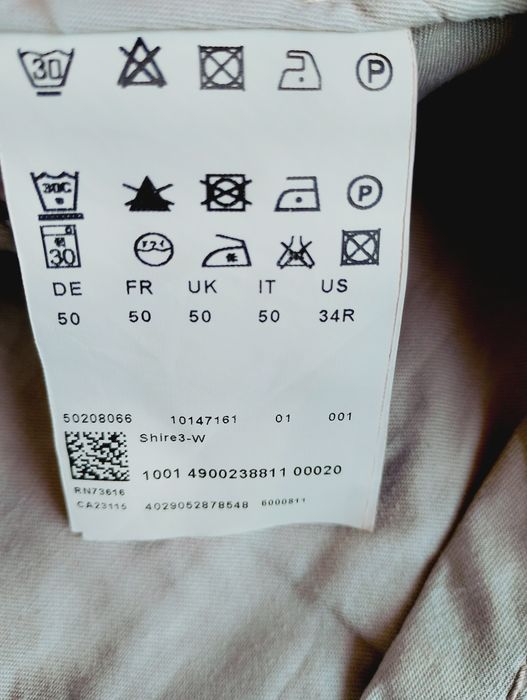 30 P
30C P
30
DE FR UK IT US
50 50 50 50 34R
50208066 10147161 01 001
Shire3-W
1001 4900238811 00020
RN73616
CA23115 4029052878548 6000811